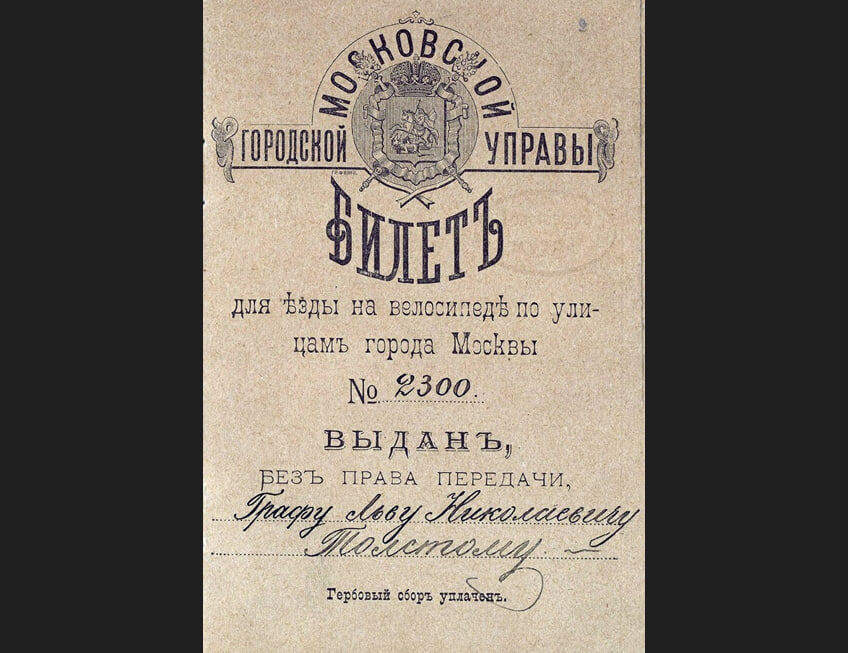 МОСКОВСКОЙ
ГОРОДСКОЙ УПРАВЫ
БИЛЕТЪ
для ѣзды на велосипедѣ по ули-
цамъ города Москвы
№ 2300.
ВЫДАНЪ,
БЕЗЪ ПРАВА ПЕРЕДАЧИ,
Графу Льву Николаевичу
Толстому.
Гербовый сборъ уплаченъ.